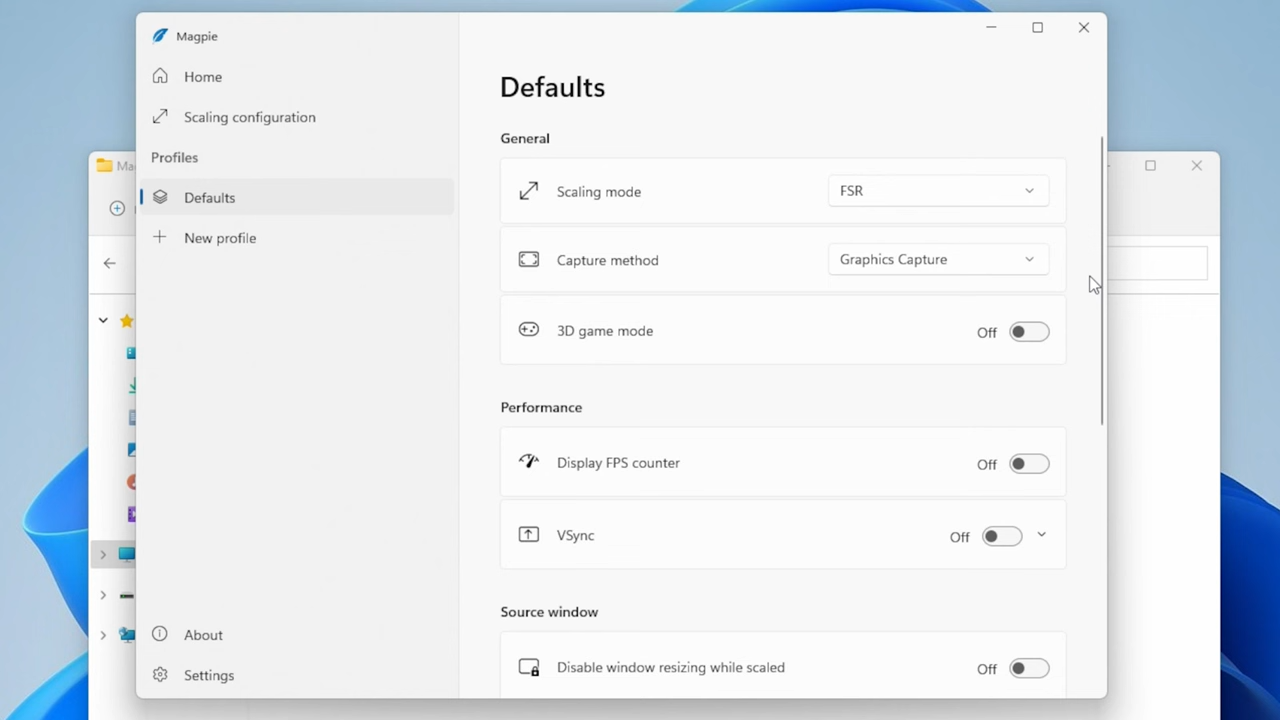 Magpie
Home
Scaling configuration
Profiles
Defaults
New profile
About
Settings
Defaults
General
Scaling mode
FSR
Capture method
Graphics Capture
3D game mode
Off
Performance
Display FPS counter
Off
VSync
Off
Source window
Disable window resizing while scaled
Off
Ma